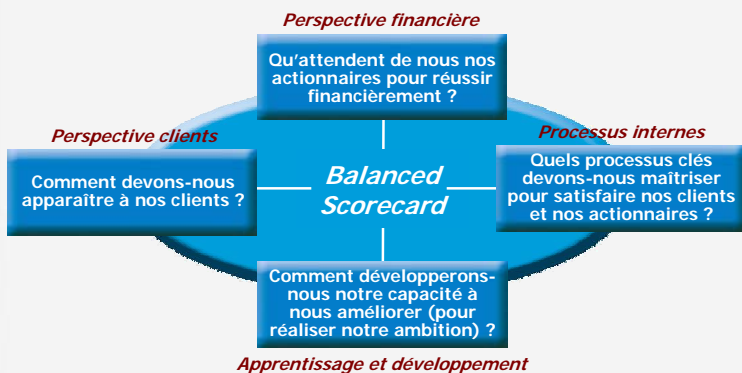 Perspective financière
Qu'attendent de nous nos
actionnaires pour réussir
financièrement ?
Perspective clients
Comment devons-nous
apparaître à nos clients ?
Balanced
Scorecard
Processus internes
Quels processus clés
devons-nous maîtriser
pour satisfaire nos clients
et nos actionnaires ?
Comment développerons-
nous notre capacité à
nous améliorer (pour
réaliser notre ambition) ?
Apprentissage et développement